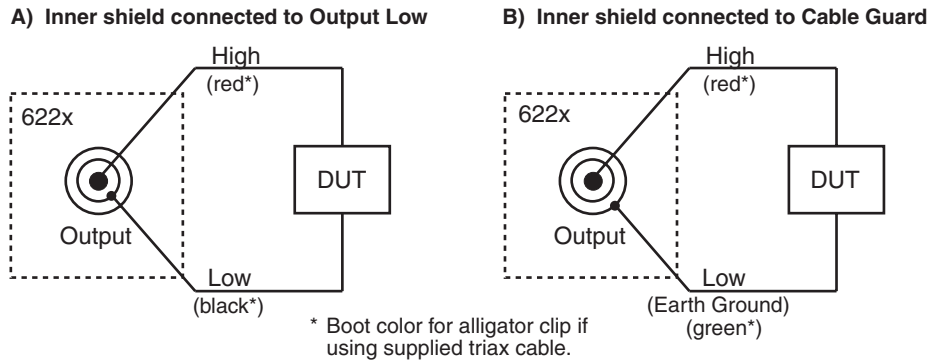 A) Inner shield connected to Output Low
High
(red*)
622x
DUT
Output
Low
(black*)
B) Inner shield connected to Cable Guard
High
(red*)
622x
DUT
Output
Low
(Earth Ground)
(green*)
* Boot color for alligator clip if
using supplied triax cable.